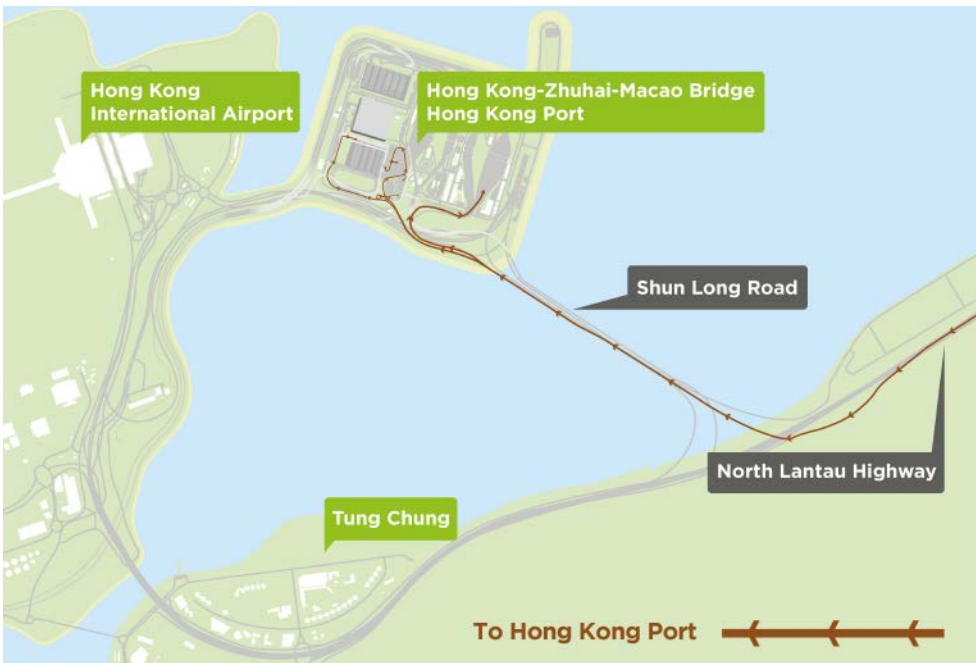 Hong Kong
International Airport
Hong Kong-Zhuhai-Macao Bridge
Hong Kong Port
Shun Long Road
North Lantau Highway
Tung Chung
To Hong Kong Port